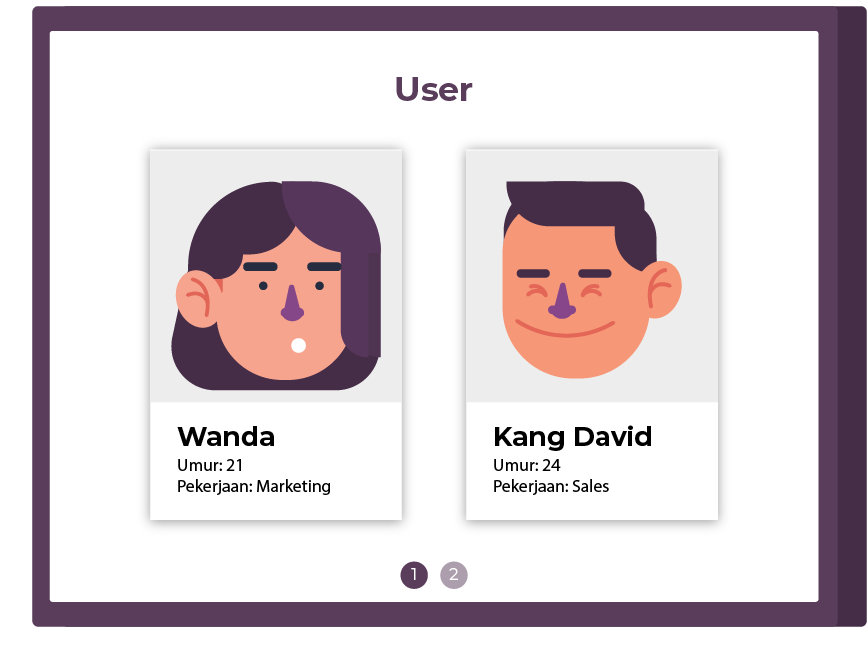 User
Wanda
Umur: 21
Pekerjaan: Marketing
Kang David
Umur: 24
Pekerjaan: Sales
1 2